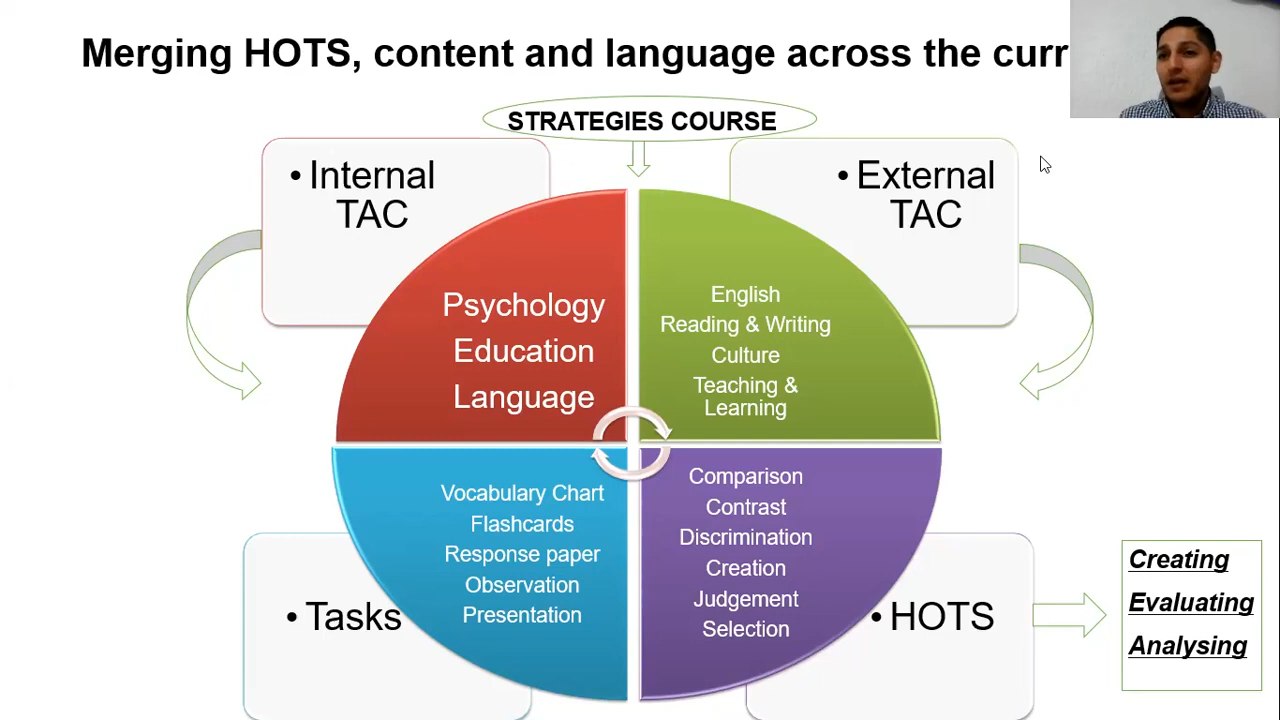 Merging HOTS, content and language across the curr
STRATEGIES COURSE
• Internal
TAC
• External
TAC
Psychology
Education
Language
English
Reading & Writing
Culture
Teaching &
Learning
Vocabulary Chart
Flashcards
Response paper
Observation
Presentation
Comparison
Contrast
Discrimination
Creation
Judgement
Selection
• Tasks
• HOTS
Creating
Evaluating
Analysing